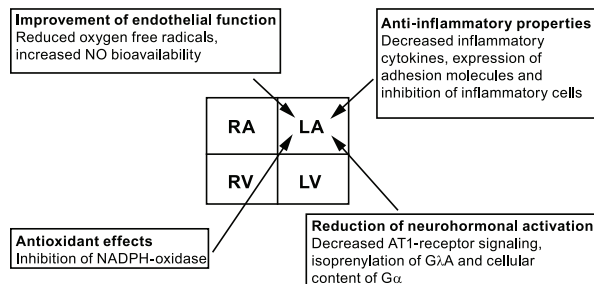 Improvement of endothelial function
Reduced oxygen free radicals,
increased NO bioavailability
Anti-inflammatory properties
Decreased inflammatory
cytokines, expression of
adhesion molecules and
inhibition of inflammatory cells
RA
LA
RV
LV
Antioxidant effects
Inhibition of NADPH-oxidase
Reduction of neurohormonal activation
Decreased AT1-receptor signaling,
isoprenylation of GλA and cellular
content of Gα